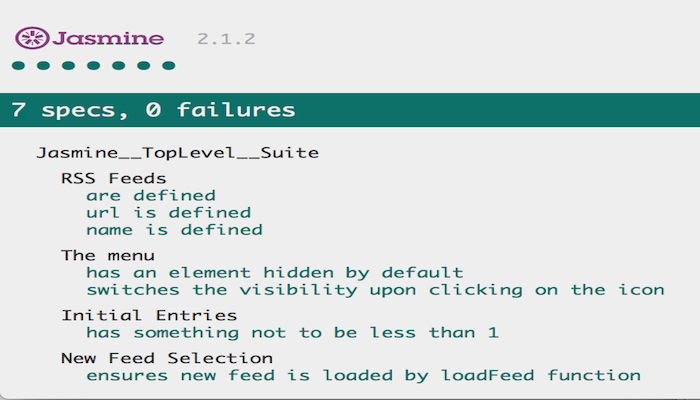 Jasmine 2.1.2
7 specs, 0 failures
Jasmine__TopLevel__Suite
RSS Feeds
are defined
url is defined
name is defined
The menu
has an element hidden by default
switches the visibility upon clicking on the icon
Initial Entries
has something not to be less than 1
New Feed Selection
ensures new feed is loaded by loadFeed function